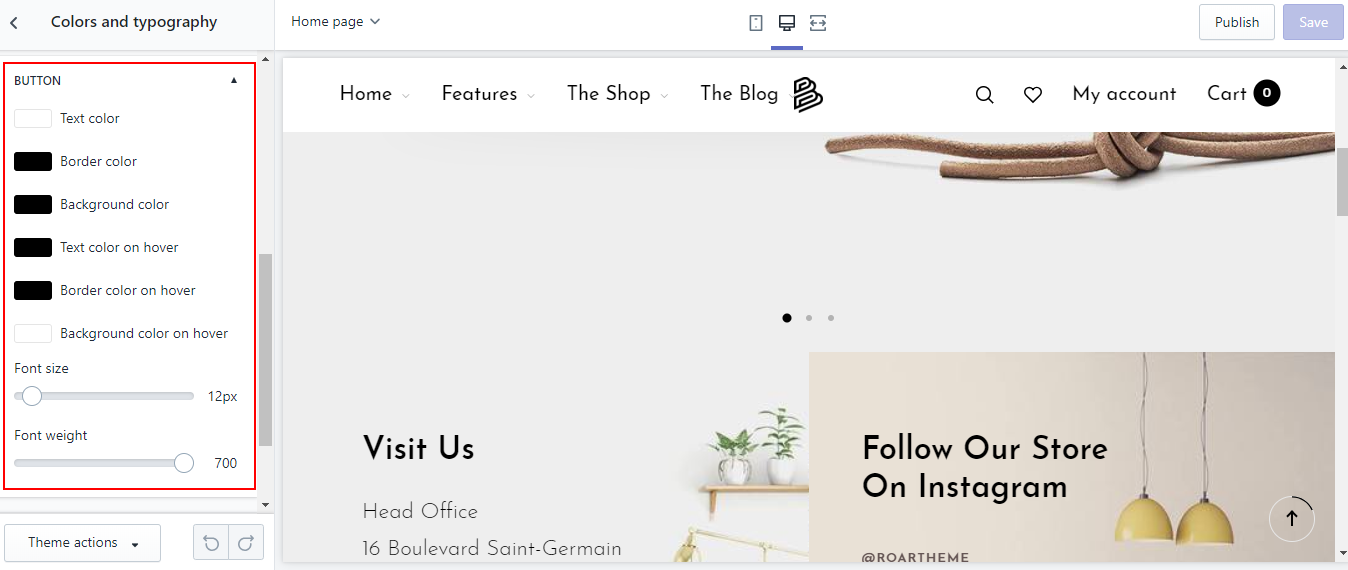 Colors and typography
Home page
Publish
Save
BUTTON
Text color
Border color
Background color
Text color on hover
Border color on hover
Background color on hover
Font size
12px
Font weight
700
Theme actions
Home
Features
The Shop
The Blog
My account
Cart
0
Visit Us
Head Office
16 Boulevard Saint-Germain
Follow Our Store
On Instagram
@ROARTHEME